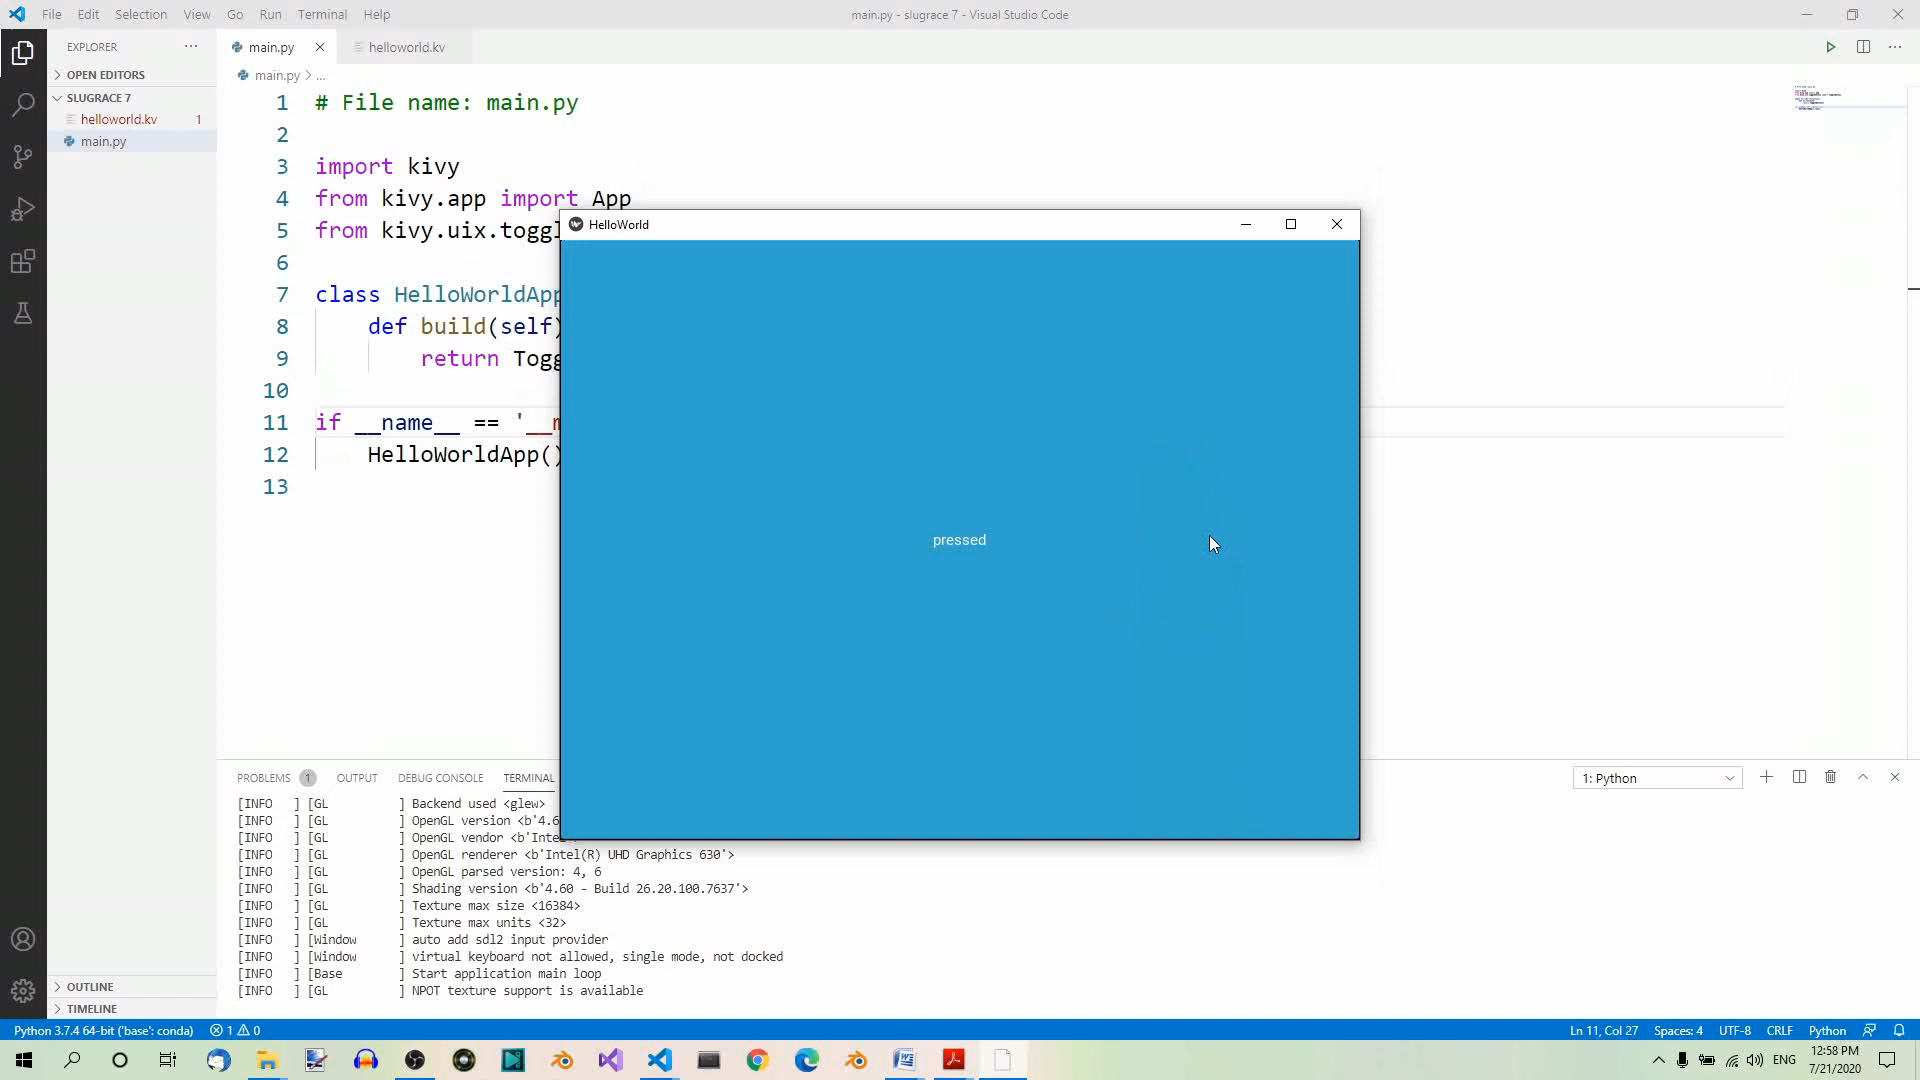 File Edit Selection View Go Run Terminal Help
main.py - slugrace 7 - Visual Studio Code
EXPLORER
OPEN EDITORS
SLUGRACE 7
helloworld.kv 1
main.py
OUTLINE
TIMELINE
main.py
helloworld.kv
main.py > ...
1 # File name: main.py
2
3 import kivy
4 from kivy.app import App
5 from kivy.uix.toggl
6
7 class HelloWorldApp
8 def build(self)
9 return Togg
10
11 if __name__ == '__m
12 HelloWorldApp()
13
HelloWorld
pressed
PROBLEMS 1 OUTPUT DEBUG CONSOLE TERMINAL
1: Python
[INFO ] [GL ] Backend used <glew>
[INFO ] [GL ] OpenGL version <b'4.6
[INFO ] [GL ] OpenGL vendor <b'Inte
[INFO ] [GL ] OpenGL renderer <b'Intel(R) UHD Graphics 630'>
[INFO ] [GL ] OpenGL parsed version: 4, 6
[INFO ] [GL ] Shading version <b'4.60 - Build 26.20.100.7637'>
[INFO ] [GL ] Texture max size <16384>
[INFO ] [GL ] Texture max units <32>
[INFO ] [Window ] auto add sdl2 input provider
[INFO ] [Window ] virtual keyboard not allowed, single mode, not docked
[INFO ] [Base ] Start application main loop
[INFO ] [GL ] NPOT texture support is available
Python 3.7.4 64-bit ('base': conda) 1 0
Ln 11, Col 27 Spaces: 4 UTF-8 CRLF Python
ENG
12:58 PM
7/21/2020